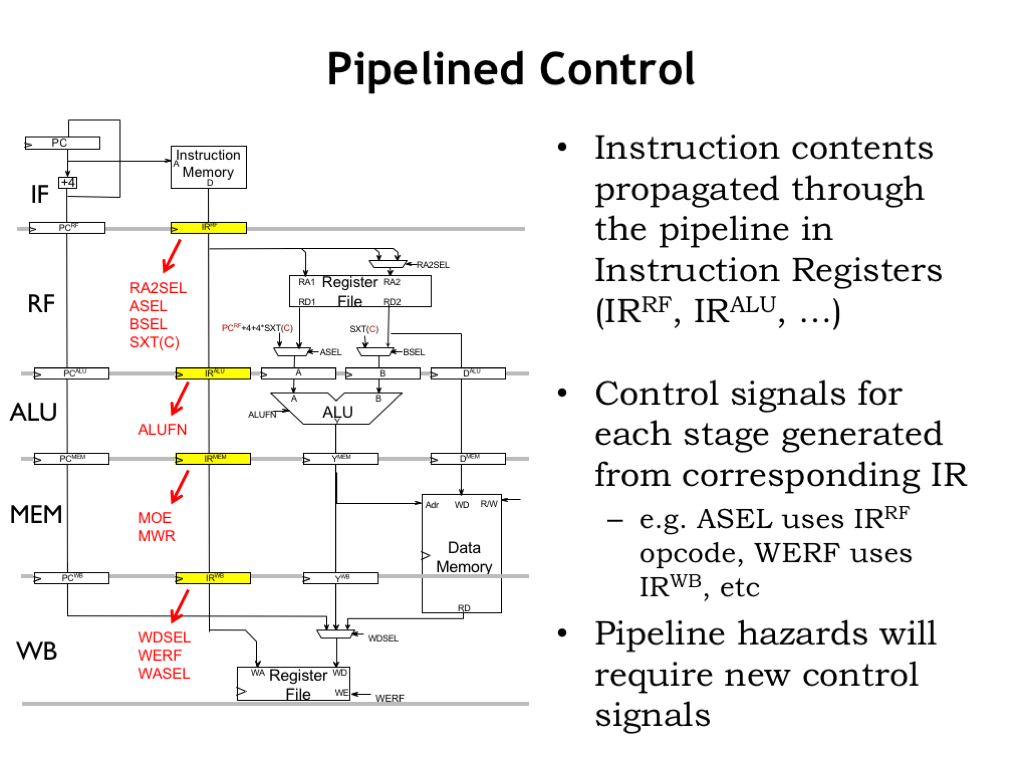 Pipelined Control
PC
Instruction
Memory
A
D
+4
IF
PC^RF
IR^RF
RA2SEL
RA2SEL
ASEL
BSEL
SXT(C)
RF
RA1 Register RA2
File
RD1 RD2
PC^RF+4+4*SXT(C)
SXT(C)
ASEL
BSEL
PC^ALU
IR^ALU
A
B
D^ALU
ALU
A
B
ALUFN
ALU
Y
ALUFN
PC^MEM
IR^MEM
Y^MEM
D^MEM
MEM
MOE
MWR
Adr WD R/W
Data
Memory
RD
PC^WB
IR^WB
Y^WB
WB
WDSEL
WERF
WASEL
WDSEL
WA Register WD
File
WE
WERF
• Instruction contents
propagated through
the pipeline in
Instruction Registers
(IR^RF, IR^ALU, …)
• Control signals for
each stage generated
from corresponding IR
– e.g. ASEL uses IR^RF
opcode, WERF uses
IR^WB, etc
• Pipeline hazards will
require new control
signals